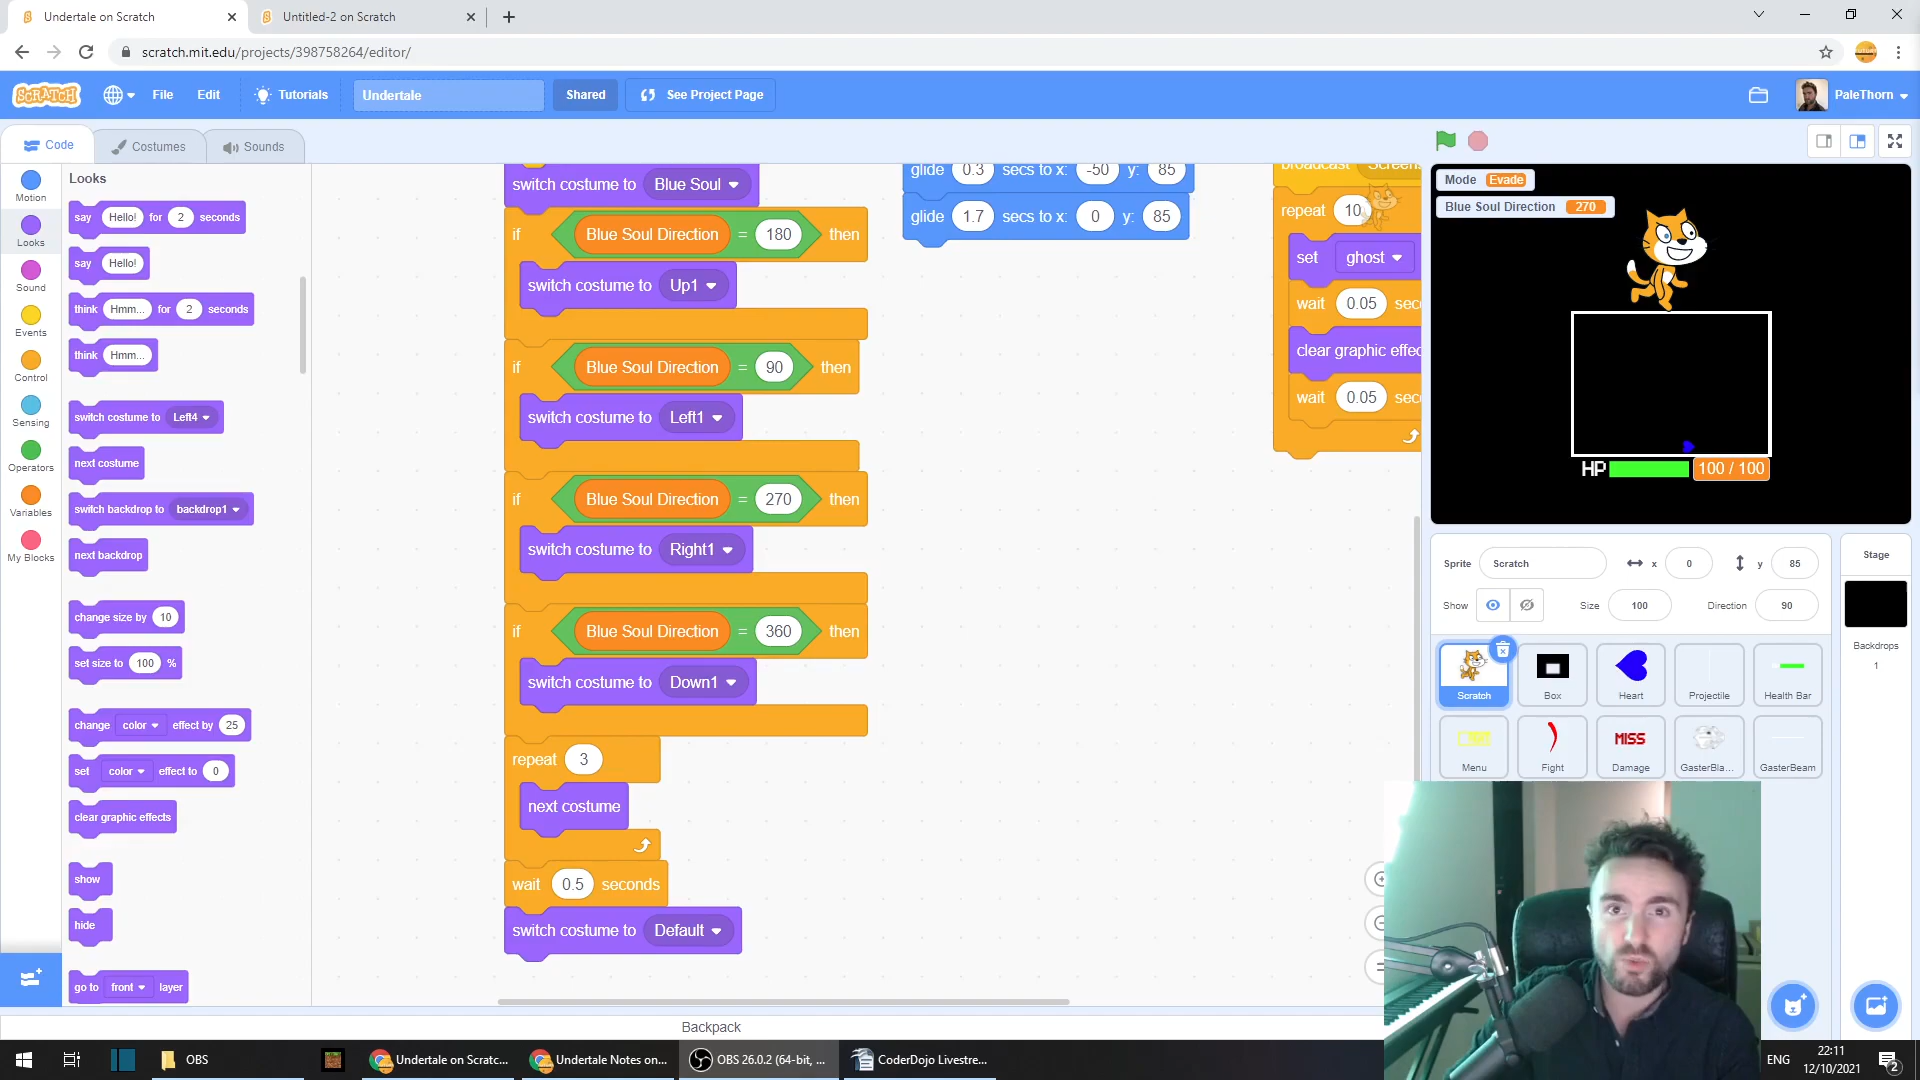 Undertale on Scratch
Untitled-2 on Scratch
scratch.mit.edu/projects/398758264/editor/
SCRATCH
File
Edit
Tutorials
Undertale
Shared
See Project Page
PaleThorn
Code
Costumes
Sounds
Motion
Looks
Sound
Events
Control
Sensing
Operators
Variables
My Blocks
Looks
say Hello! for 2 seconds
say Hello!
think Hmm... for 2 seconds
think Hmm...
switch costume to Left4
next costume
switch backdrop to backdrop1
next backdrop
change size by 10
set size to 100 %
change color effect by 25
set color effect to 0
clear graphic effects
show
hide
go to front layer
switch costume to Blue Soul
if Blue Soul Direction = 180 then
switch costume to Up1
if Blue Soul Direction = 90 then
switch costume to Left1
if Blue Soul Direction = 270 then
switch costume to Right1
if Blue Soul Direction = 360 then
switch costume to Down1
repeat 3
next costume
wait 0.5 seconds
switch costume to Default
glide 0.3 secs to x: -50 y: 85
glide 1.7 secs to x: 0 y: 85
broadcast
repeat 10
set ghost
wait 0.05 sec
clear graphic effec
wait 0.05 sec
Mode Evade
Blue Soul Direction 270
HP 100 / 100
Sprite Scratch x 0 y 85
Show Size 100 Direction 90
Scratch
Box
Heart
Projectile
Health Bar
Menu
Fight
MISS
Damage
GasterBla...
GasterBeam
Stage
Backdrops
1
Backpack
OBS
Undertale on Scratc...
Undertale Notes on...
OBS 26.0.2 (64-bit, ...
CoderDojo Livestre...
ENG
22:11
12/10/2021
2